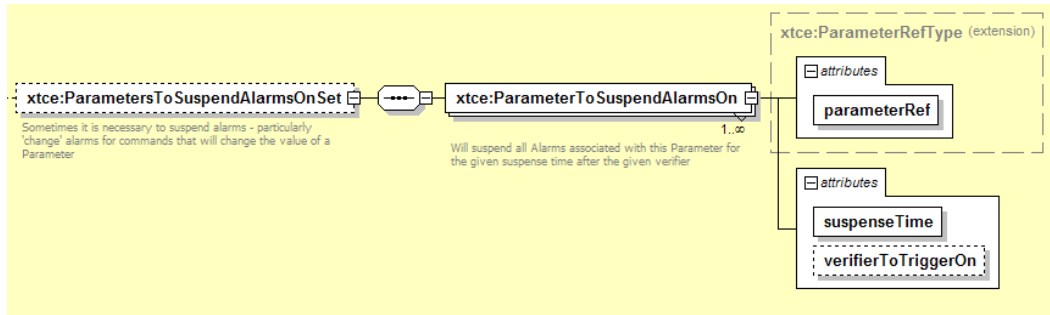 xtce:ParameterRefType (extension)
attributes
parameterRef
xtce:ParametersToSuspendAlarmsOnSet
Sometimes it is necessary to suspend alarms - particularly
'change' alarms for commands that will change the value of a
Parameter
xtce:ParameterToSuspendAlarmsOn
1..∞
Will suspend all Alarms associated with this Parameter for
the given suspense time after the given verifier
attributes
suspenseTime
verifierToTriggerOn